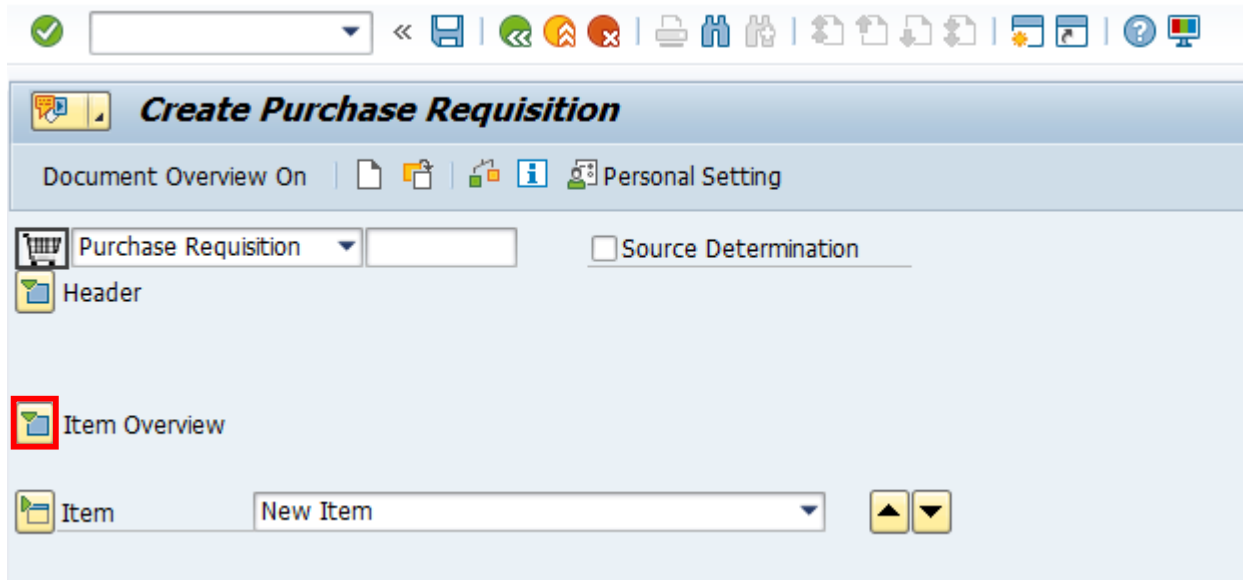 Create Purchase Requisition
Document Overview On Personal Setting
Purchase Requisition Source Determination
Header
Item Overview
Item New Item